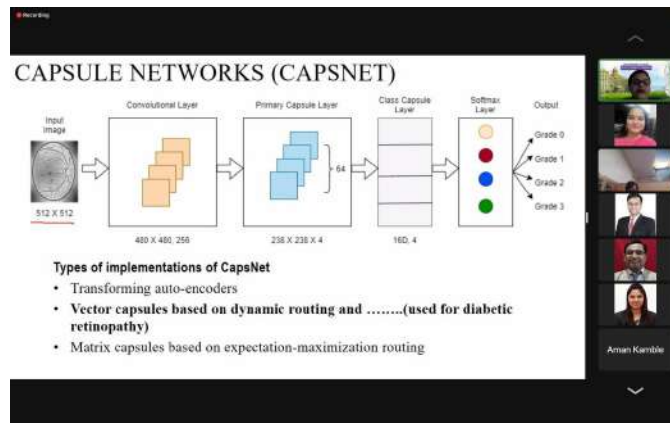 Recording
CAPSULE NETWORKS (CAPSNET)
Input
Image
Convolutional Layer
Primary Capsule Layer
Class Capsule
Layer
Softmax
Layer
Output
64
Grade 0
Grade 1
Grade 2
Grade 3
512 X 512
480 X 480, 256
238 X 238 X 4
16D, 4
Types of implementations of CapsNet
• Transforming auto-encoders
• Vector capsules based on dynamic routing and ........(used for diabetic
retinopathy)
• Matrix capsules based on expectation-maximization routing
Aman Kamble